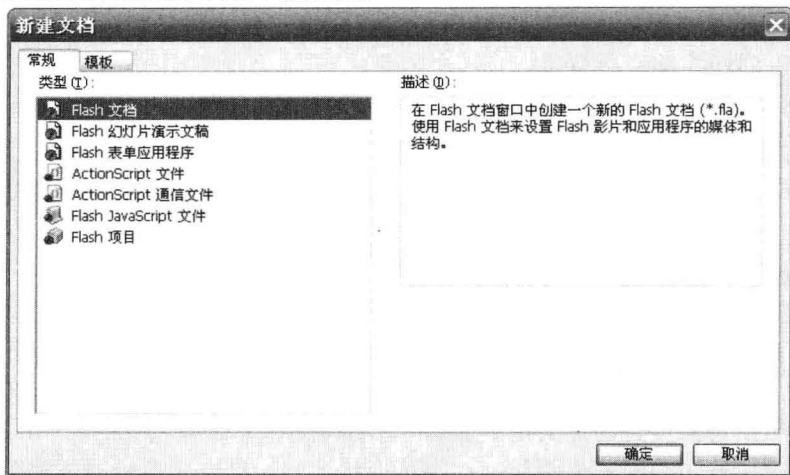 新建文档
常规 模板
类型(T):
Flash 文档
Flash 幻灯片演示文稿
Flash 表单应用程序
ActionScript 文件
ActionScript 通信文件
Flash JavaScript 文件
Flash 项目
描述(D):
在 Flash 文档窗口中创建一个新的 Flash 文档 (*.fla)。
使用 Flash 文档来设置 Flash 影片和应用程序的媒体和
结构。
确定 取消